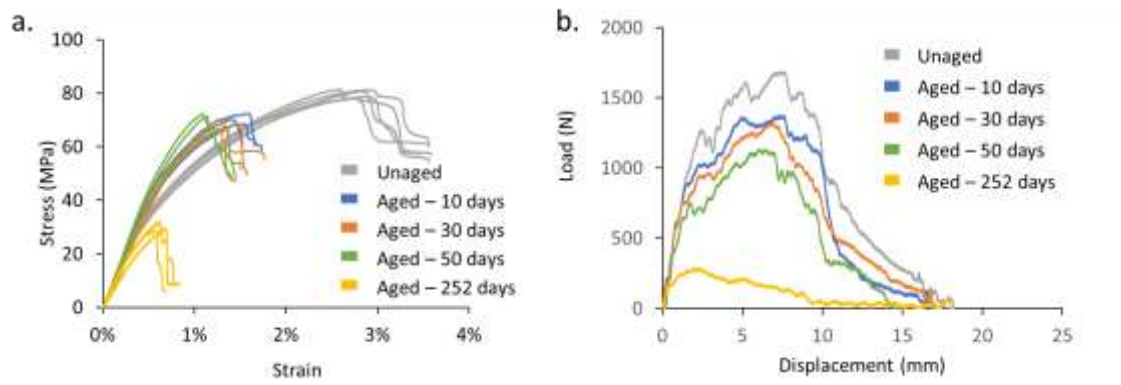 a.
Stress (MPa)
100
80
60
40
20
0
0% 1% 2% 3% 4%
Strain
Unaged
Aged – 10 days
Aged – 30 days
Aged – 50 days
Aged – 252 days
b.
Load (N)
2000
1500
1000
500
0
0 5 10 15 20 25
Displacement (mm)
Unaged
Aged – 10 days
Aged – 30 days
Aged – 50 days
Aged – 252 days